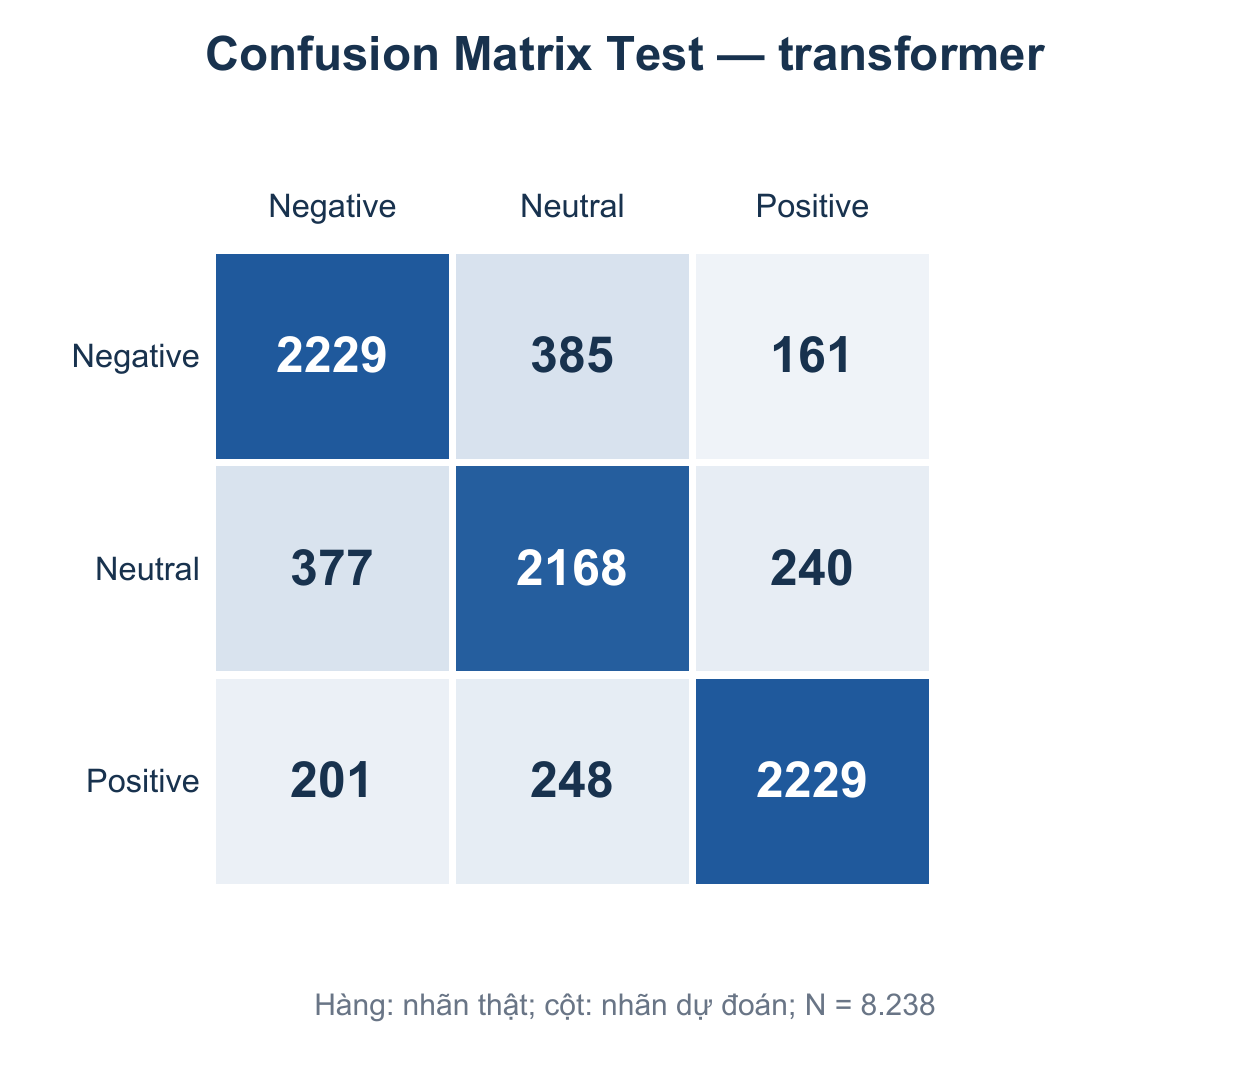 Confusion Matrix Test — transformer
Negative Neutral Positive
Negative 2229 385 161
Neutral 377 2168 240
Positive 201 248 2229
Hàng: nhãn thật; cột: nhãn dự đoán; N = 8.238